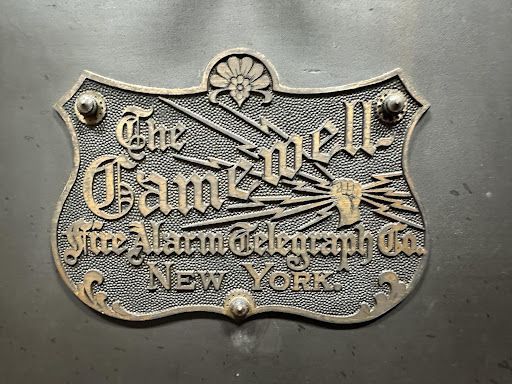 The
Gamewell
Fire Alarm Telegraph Co.
NEW YORK.